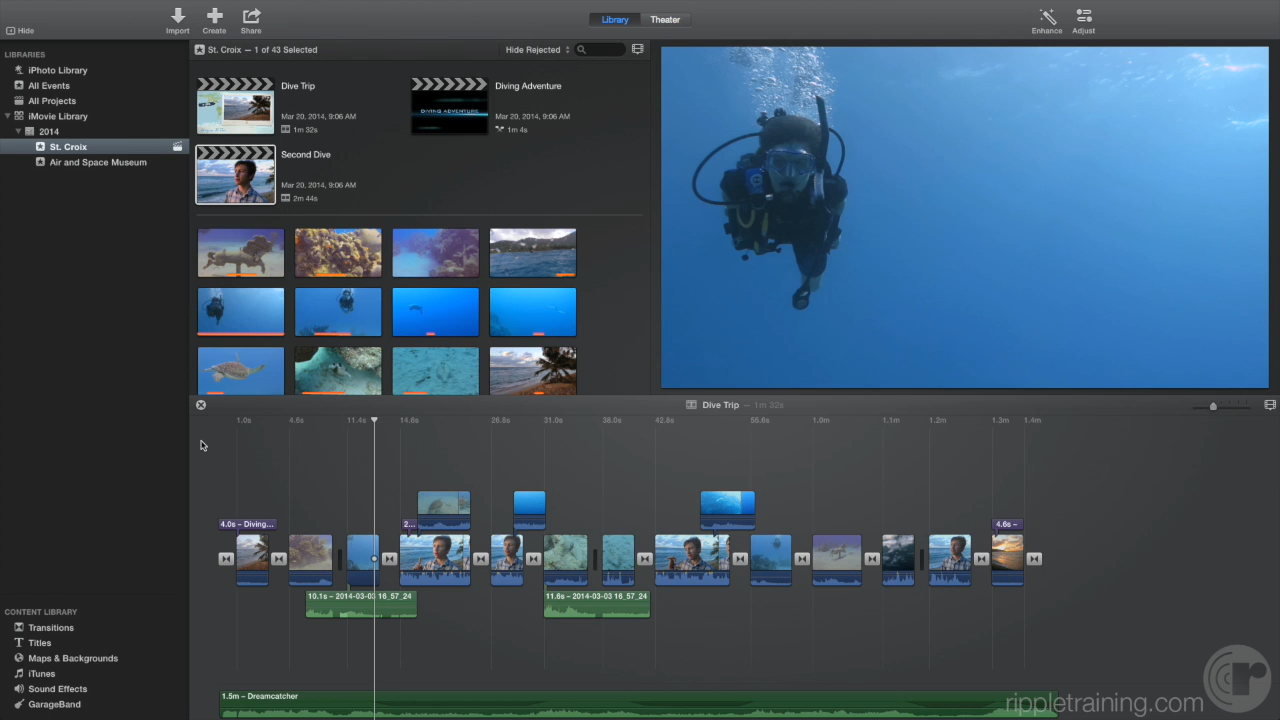 Hide
Import
Create
Share
Library
Theater
Enhance
Adjust
LIBRARIES
iPhoto Library
All Events
All Projects
iMovie Library
2014
St. Croix
Air and Space Museum
St. Croix – 1 of 43 Selected
Hide Rejected
Dive Trip
Mar 20, 2014, 9:06 AM
1m 32s
Diving Adventure
DIVING ADVENTURE
Mar 20, 2014, 9:06 AM
1m 4s
Second Dive
Mar 20, 2014, 9:06 AM
2m 44s
Dive Trip – 1m 32s
1.0s 4.6s 11.4s 14.6s 26.8s 31.0s 38.0s 42.8s 55.6s 1.0m 1.1m 1.2m 1.3m 1.4m
4.0s – Diving...
2...
4.6s –
10.1s – 2014-03-03 16_57_24
11.6s – 2014-03-03 16_57_24
1.5m – Dreamcatcher
CONTENT LIBRARY
Transitions
Titles
Maps & Backgrounds
iTunes
Sound Effects
GarageBand
rippletraining.com